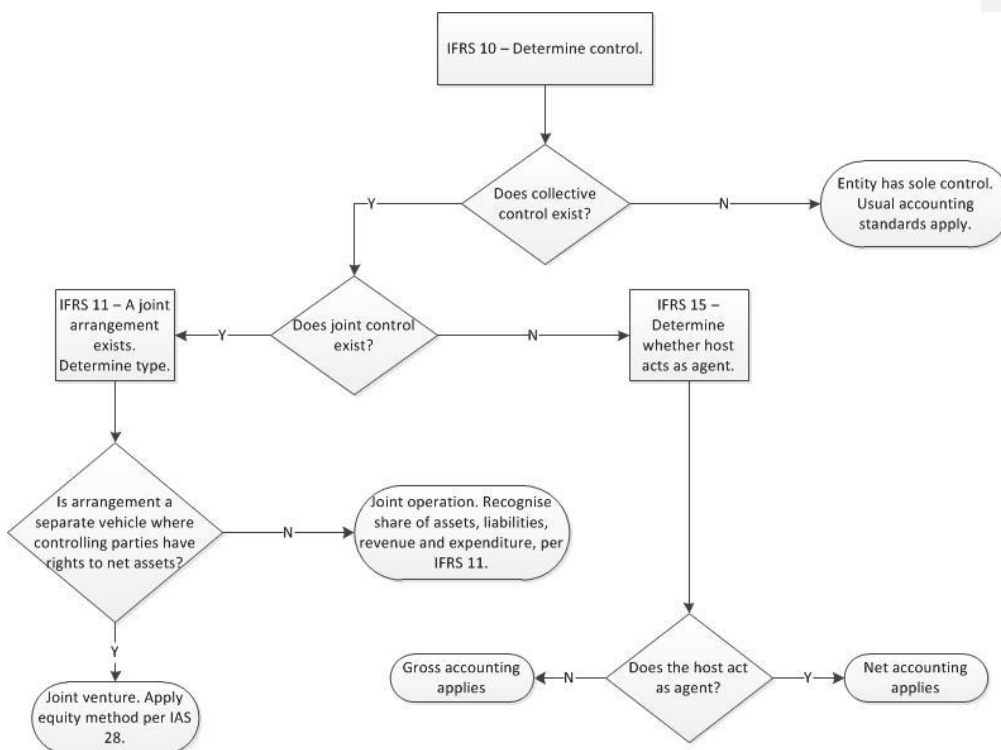 IFRS 10 – Determine control.
Does collective
control exist?
Y
N
Entity has sole control.
Usual accounting
standards apply.
IFRS 11 – A joint
arrangement
exists.
Determine type.
Y
Does joint control
exist?
N
IFRS 15 –
Determine
whether host
acts as agent.
Is arrangement a
separate vehicle where
controlling parties have
rights to net assets?
N
Joint operation. Recognise
share of assets, liabilities,
revenue and expenditure, per
IFRS 11.
Y
Joint venture. Apply
equity method per IAS
28.
Gross accounting
applies
N
Does the host act
as agent?
Y
Net accounting
applies